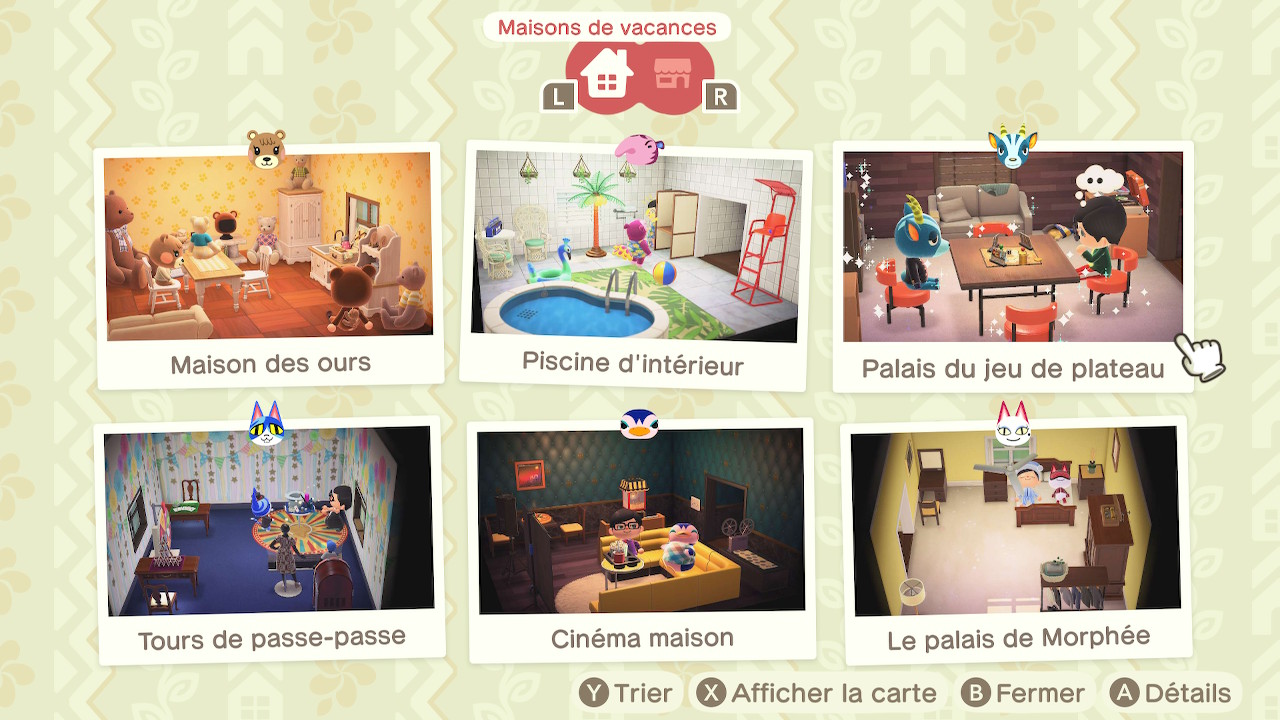 Maisons de vacances
L
R
Maison des ours
Piscine d'intérieur
Palais du jeu de plateau
Tours de passe-passe
Cinéma maison
Le palais de Morphée
Y Trier X Afficher la carte B Fermer A Détails